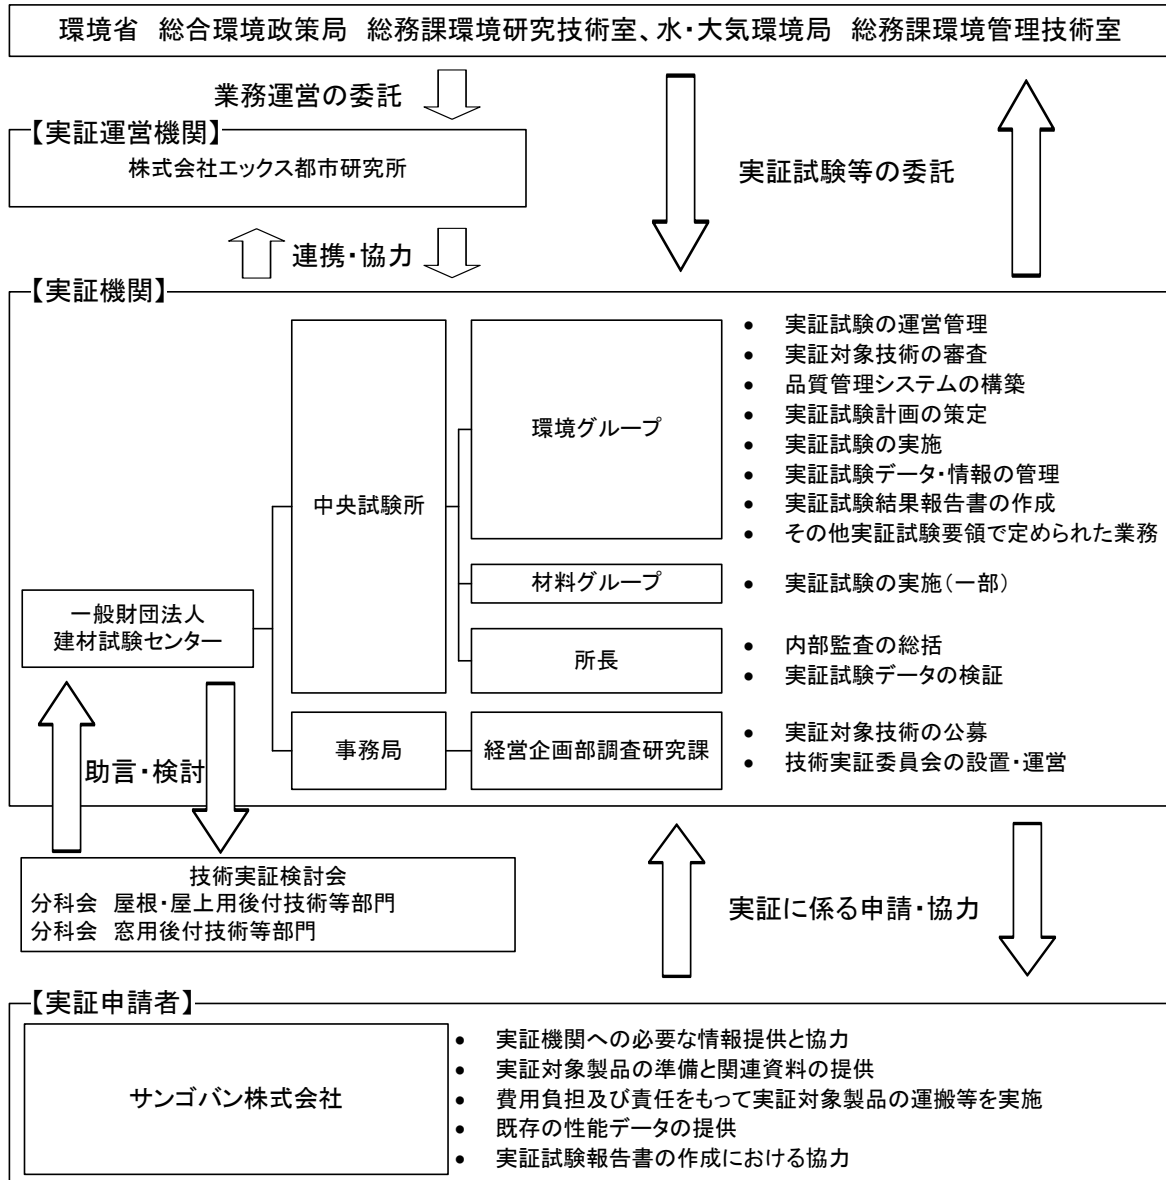 環境省　総合環境政策局　総務課環境研究技術室、水・大気環境局　総務課環境管理技術室
業務運営の委託
【実証運営機関】
株式会社エックス都市研究所
実証試験等の委託
連携・協力
【実証機関】
一般財団法人
建材試験センター
中央試験所
環境グループ
• 実証試験の運営管理
• 実証対象技術の審査
• 品質管理システムの構築
• 実証試験計画の策定
• 実証試験の実施
• 実証試験データ・情報の管理
• 実証試験結果報告書の作成
• その他実証試験要領で定められた業務
材料グループ
• 実証試験の実施（一部）
所長
• 内部監査の総括
• 実証試験データの検証
事務局
経営企画部調査研究課
• 実証対象技術の公募
• 技術実証委員会の設置・運営
助言・検討
技術実証検討会
分科会　屋根・屋上用後付技術等部門
分科会　窓用後付技術等部門
実証に係る申請・協力
【実証申請者】
サンゴバン株式会社
• 実証機関への必要な情報提供と協力
• 実証対象製品の準備と関連資料の提供
• 費用負担及び責任をもって実証対象製品の運搬等を実施
• 既存の性能データの提供
• 実証試験報告書の作成における協力